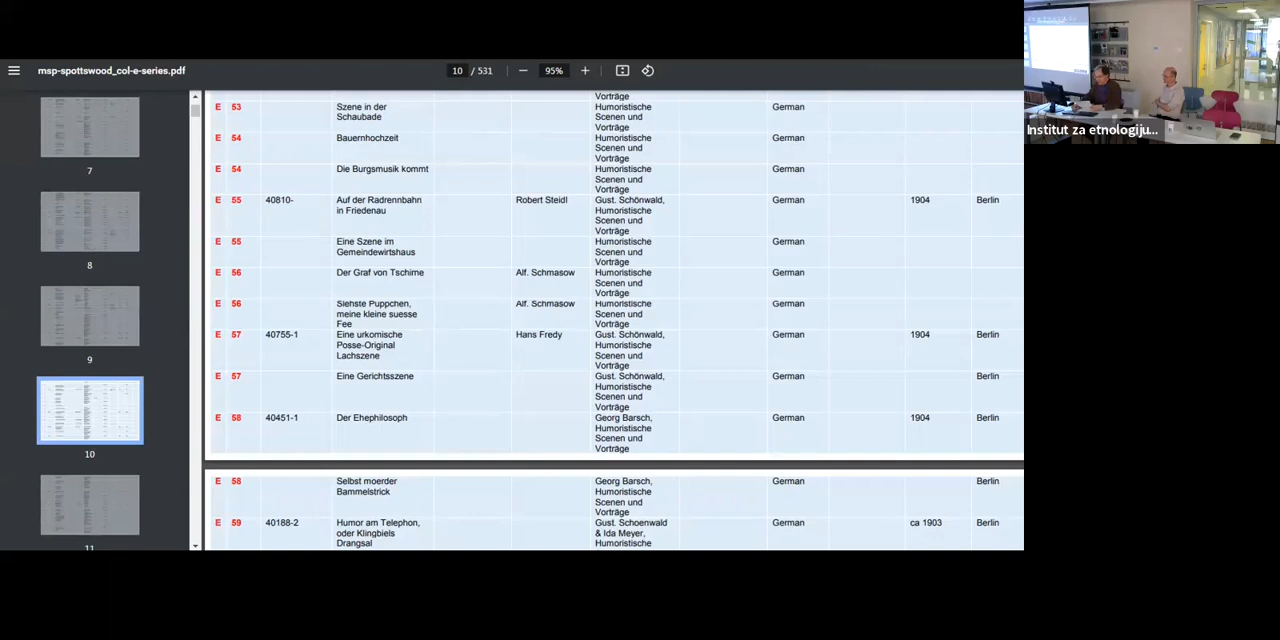 msp-spottswood_col-e-series.pdf
10 / 531
95%
7
8
9
10
11
Vorträge
E 53 Szene in der Humoristische German
Schaubade Scenen und
Vorträge
E 54 Bauernhochzeit Humoristische German
Scenen und
Vorträge
E 54 Die Burgsmusik kommt Humoristische German
Scenen und
Vorträge
E 55 40810- Auf der Radrennbahn Robert Steidl Gust. Schönwald, German 1904 Berlin
in Friedenau Humoristische
Scenen und
Vorträge
E 55 Eine Szene im Humoristische German
Gemeindewirtshaus Scenen und
Vorträge
E 56 Der Graf von Tschime Alf. Schmasow Humoristische German
Scenen und
Vorträge
E 56 Siehste Puppchen, Alf. Schmasow Humoristische German
meine kleine suesse Scenen und
Fee Vorträge
E 57 40755-1 Eine urkomische Hans Fredy Gust. Schönwald, German 1904 Berlin
Posse-Original Humoristische
Lachszene Scenen und
Vorträge
E 57 Eine Gerichtsszene Gust. Schönwald, German Berlin
Humoristische
Scenen und
Vorträge
E 58 40451-1 Der Ehephilosoph Georg Barsch, German 1904 Berlin
Humoristische
Scenen und
Vorträge
E 58 Selbst moerder Georg Barsch, German Berlin
Bammelstrick Humoristische
Scenen und
Vorträge
E 59 40188-2 Humor am Telephon, Gust. Schoenwald German ca 1903 Berlin
oder Klingbiels & Ida Meyer,
Drangsal Humoristische
Institut za etnologiju...